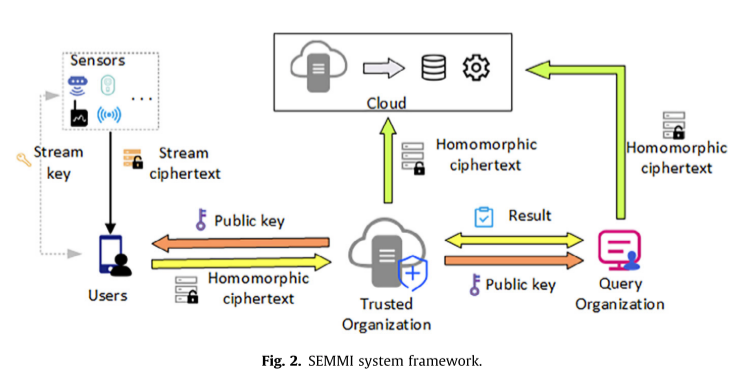 Sensors
. . .
Cloud
Stream
key
Stream
ciphertext
Homomorphic
ciphertext
Homomorphic
ciphertext
Public key
Result
Homomorphic
ciphertext
Public key
Users
Trusted
Organization
Query
Organization
Fig. 2. SEMMI system framework.